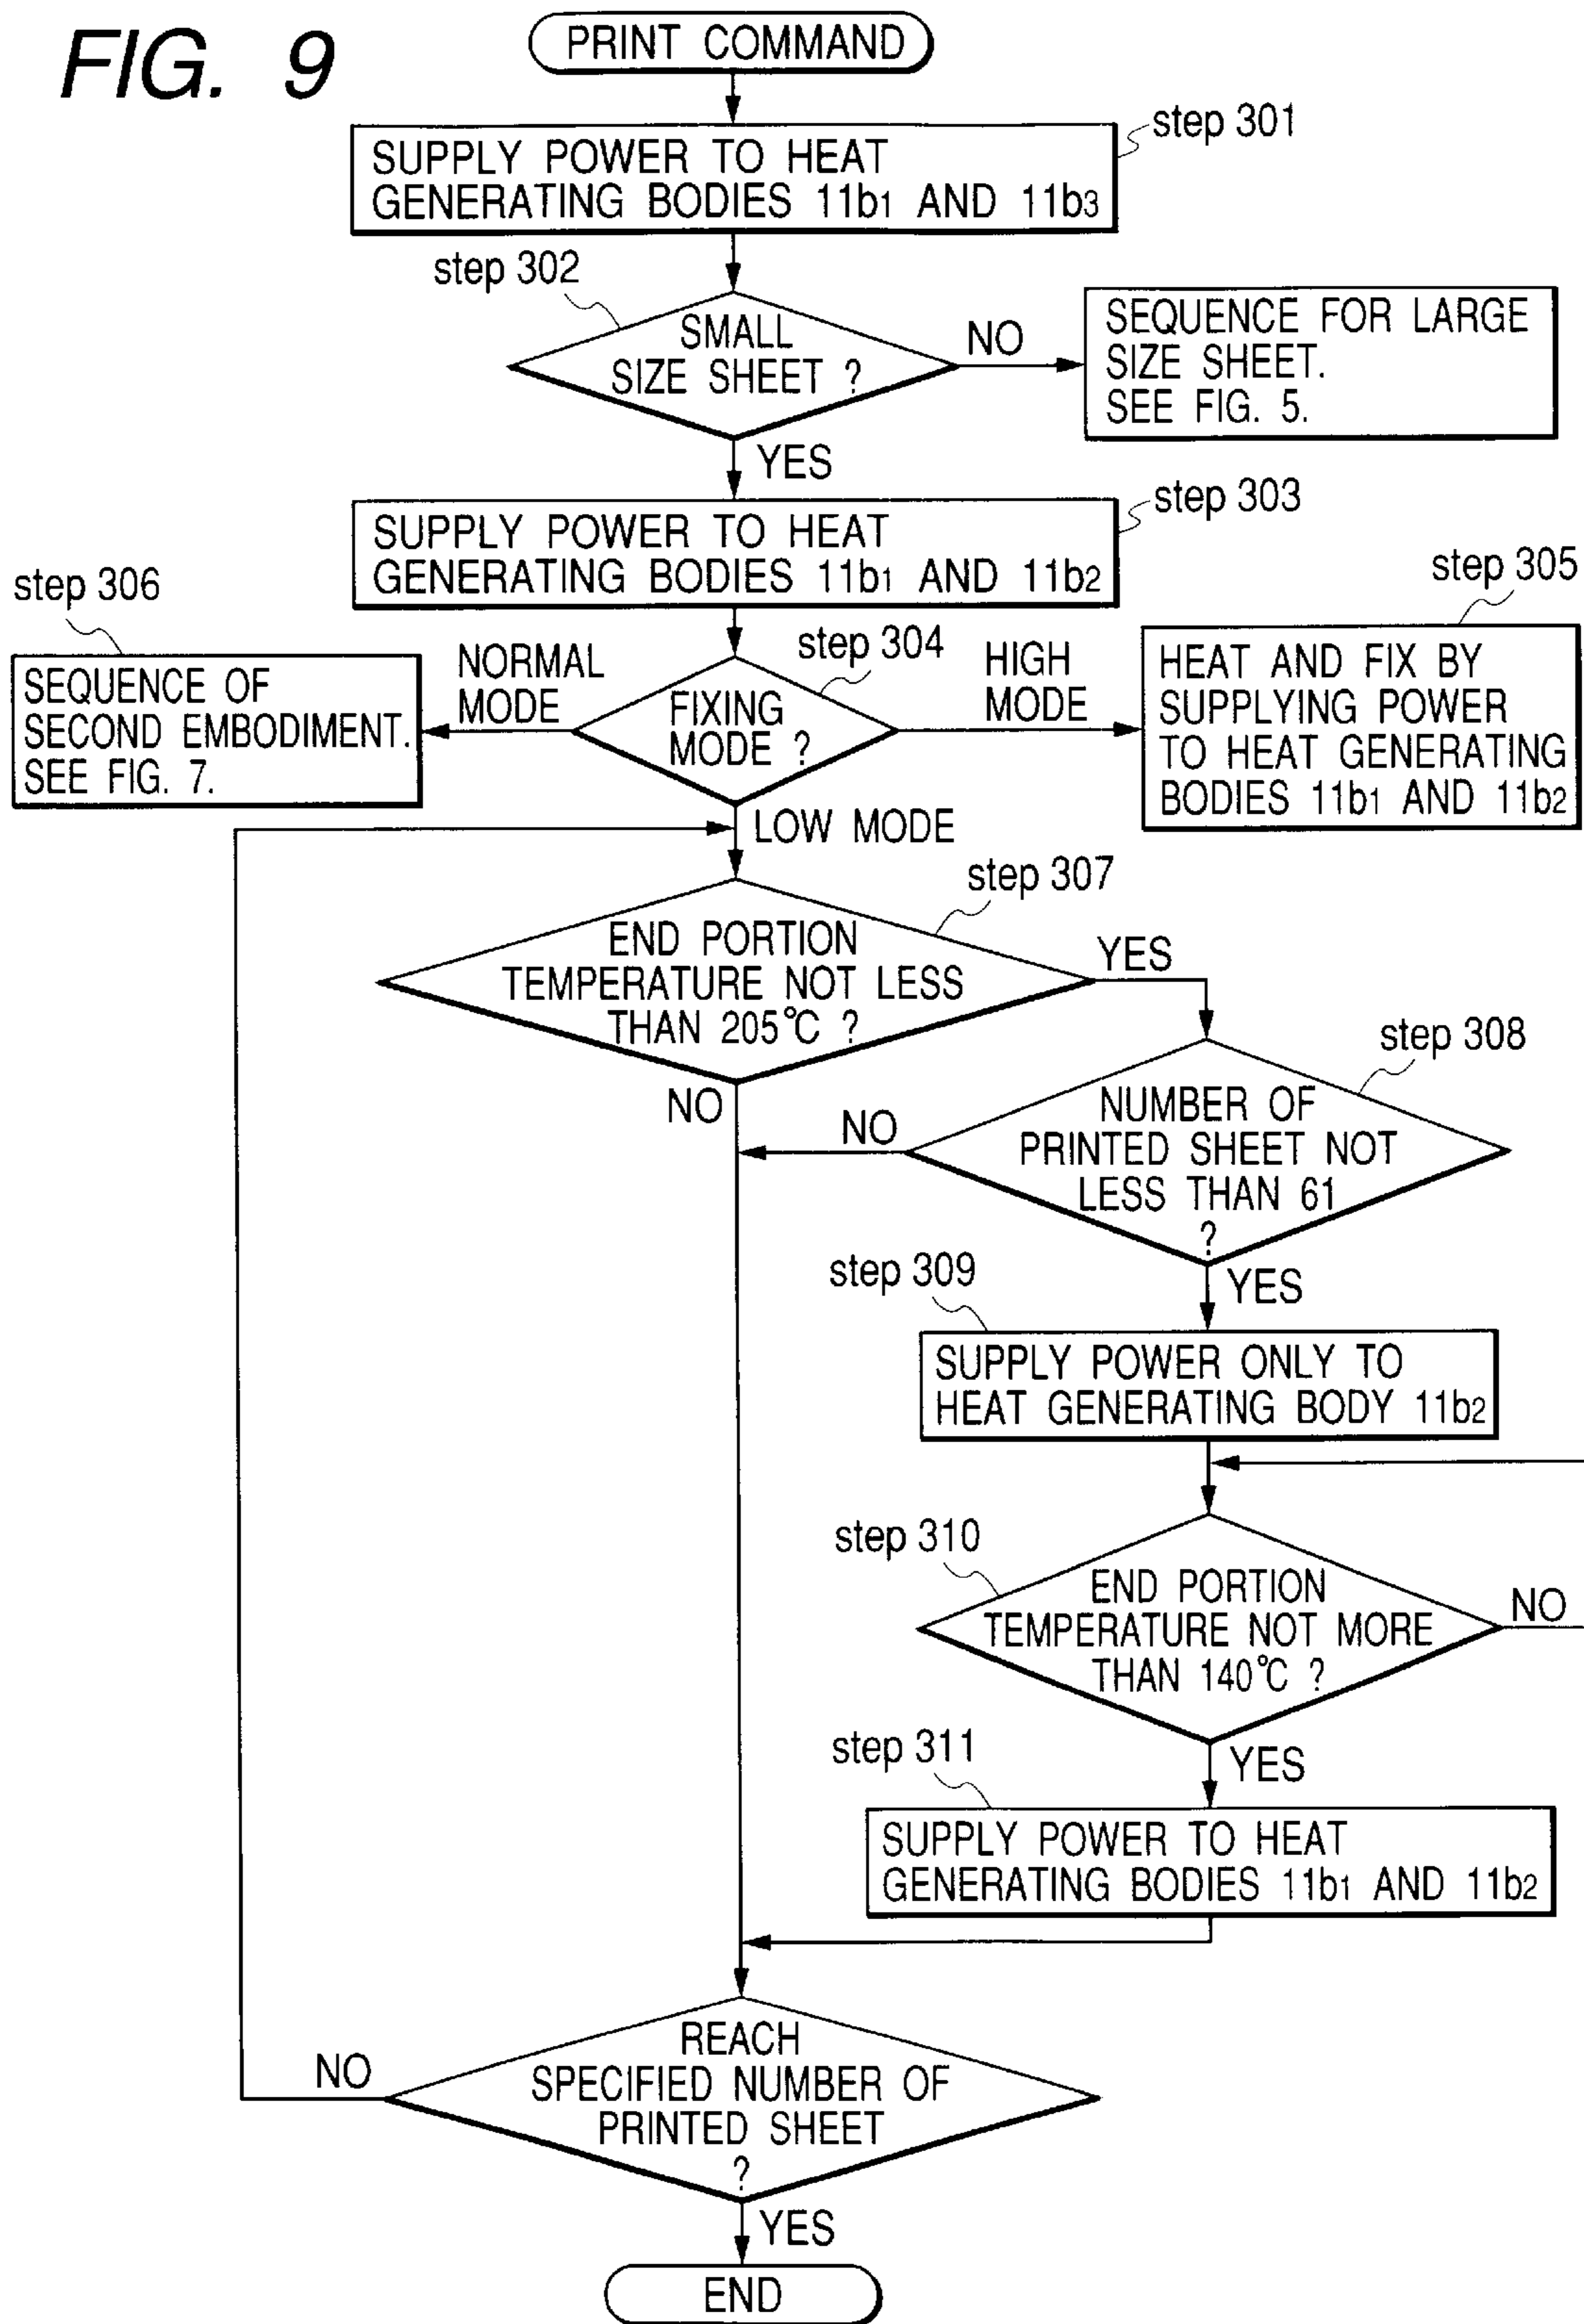 FIG. 9
PRINT COMMAND
step 301
SUPPLY POWER TO HEAT
GENERATING BODIES 11b1 AND 11b3
step 302
SMALL
SIZE SHEET ?
NO
SEQUENCE FOR LARGE
SIZE SHEET.
SEE FIG. 5.
YES
step 303
SUPPLY POWER TO HEAT
GENERATING BODIES 11b1 AND 11b2
step 306
SEQUENCE OF
SECOND EMBODIMENT.
SEE FIG. 7.
NORMAL
MODE
step 304
FIXING
MODE ?
HIGH
MODE
step 305
HEAT AND FIX BY
SUPPLYING POWER
TO HEAT GENERATING
BODIES 11b1 AND 11b2
LOW MODE
step 307
END PORTION
TEMPERATURE NOT LESS
THAN 205°C ?
YES
NO
step 308
NUMBER OF
PRINTED SHEET NOT
LESS THAN 61
?
NO
YES
step 309
SUPPLY POWER ONLY TO
HEAT GENERATING BODY 11b2
step 310
END PORTION
TEMPERATURE NOT MORE
THAN 140°C ?
NO
YES
step 311
SUPPLY POWER TO HEAT
GENERATING BODIES 11b1 AND 11b2
REACH
SPECIFIED NUMBER OF
PRINTED SHEET
?
NO
YES
END